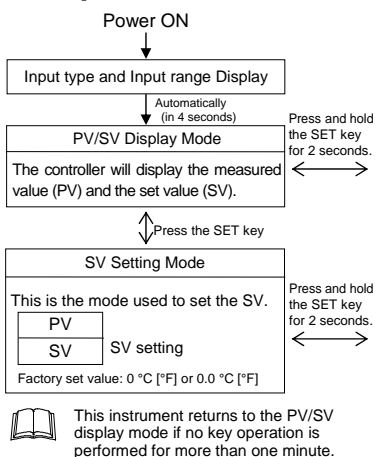 Power ON
Input type and Input range Display
Automatically
(in 4 seconds)
PV/SV Display Mode
The controller will display the measured
value (PV) and the set value (SV).
Press and hold
the SET key
for 2 seconds.
Press the SET key
SV Setting Mode
This is the mode used to set the SV.
PV
SV
SV setting
Factory set value: 0 °C [°F] or 0.0 °C [°F]
Press and hold
the SET key
for 2 seconds.
This instrument returns to the PV/SV
display mode if no key operation is
performed for more than one minute.